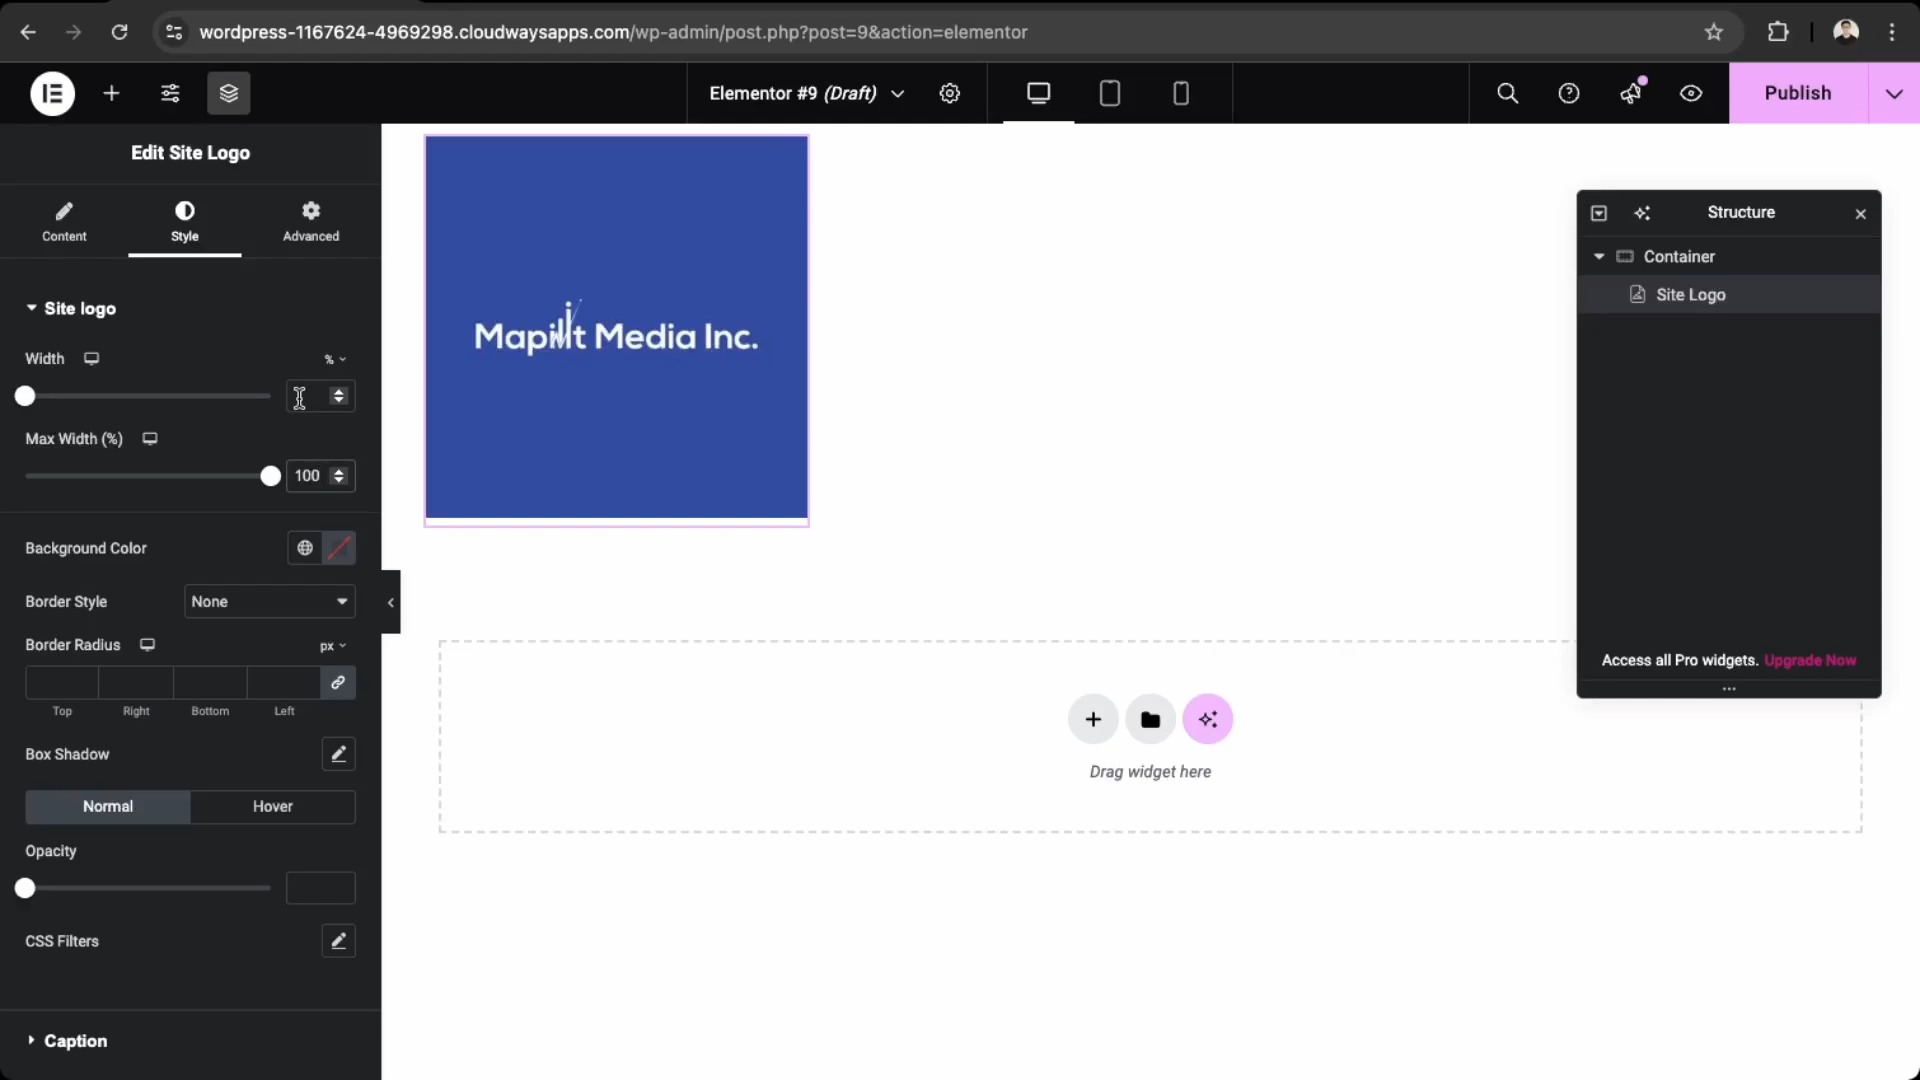 wordpress-1167624-4969298.cloudwaysapps.com/wp-admin/post.php?post=9&action=elementor
Elementor #9 (Draft)
Publish
Edit Site Logo
Content
Style
Advanced
Site logo
Width
%
Max Width (%)
100
Background Color
Border Style
None
Border Radius
px
Top
Right
Bottom
Left
Box Shadow
Normal
Hover
Opacity
CSS Filters
Caption
Mapillit Media Inc.
Drag widget here
Structure
Container
Site Logo
Access all Pro widgets. Upgrade Now